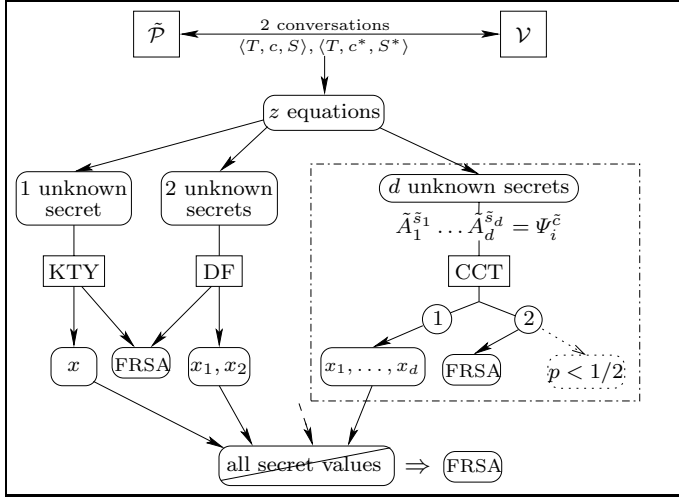 2 conversations
𝒫̃ ⟨T, c, S⟩, ⟨T, c*, S*⟩ 𝒱
z equations
1 unknown secret
2 unknown secrets
d unknown secrets
Ã₁^{s̃₁} … Ã_d^{s̃_d} = Ψ_i^{c̃}
KTY DF CCT
1 2
x FRSA x₁, x₂ x₁, …, x_d FRSA p < 1/2
all secret values ⇒ FRSA